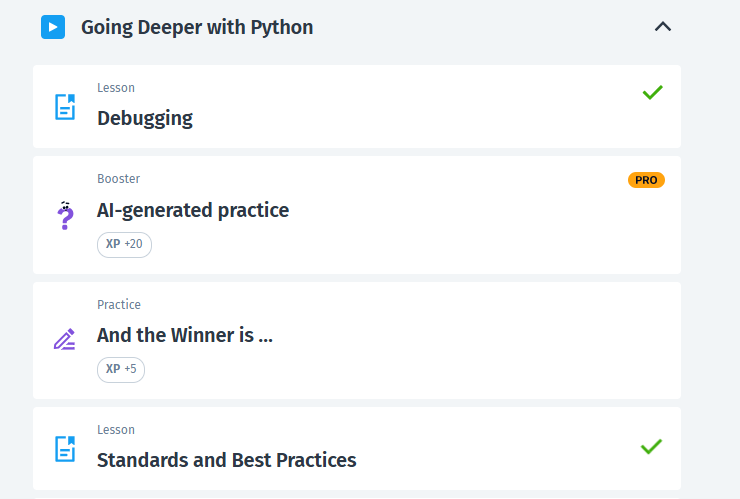 Going Deeper with Python
Lesson
Debugging
Booster
PRO
AI-generated practice
XP +20
Practice
And the Winner is ...
XP +5
Lesson
Standards and Best Practices